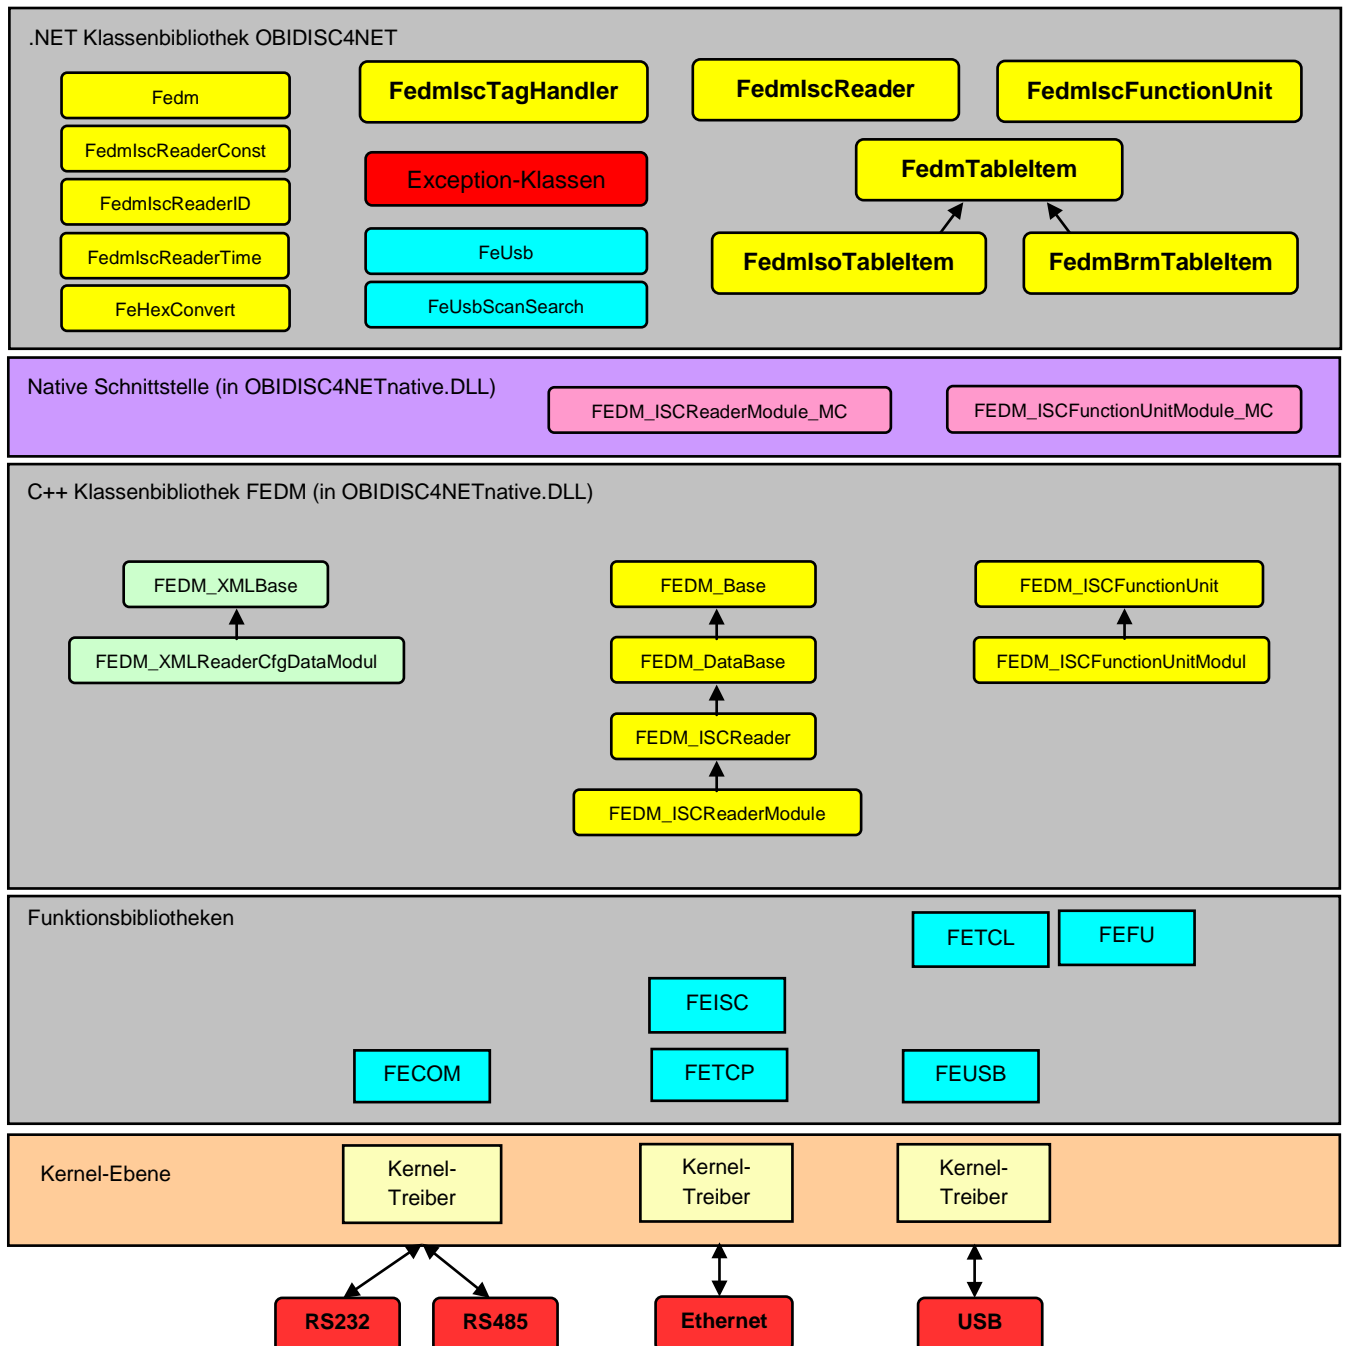 .NET Klassenbibliothek OBIDISC4NET
Fedm
FedmIscReaderConst
FedmIscReaderID
FedmIscReaderTime
FeHexConvert
FedmIscTagHandler
Exception-Klassen
FeUsb
FeUsbScanSearch
FedmIscReader
FedmIscFunctionUnit
FedmTableItem
FedmIsoTableItem
FedmBrmTableItem
Native Schnittstelle (in OBIDISC4NETnative.DLL)
FEDM_ISCReaderModule_MC
FEDM_ISCFunctionUnitModule_MC
C++ Klassenbibliothek FEDM (in OBIDISC4NETnative.DLL)
FEDM_XMLBase
FEDM_XMLReaderCfgDataModul
FEDM_Base
FEDM_DataBase
FEDM_ISCReader
FEDM_ISCReaderModule
FEDM_ISCFunctionUnit
FEDM_ISCFunctionUnitModul
Funktionsbibliotheken
FETCL
FEFU
FEISC
FECOM
FETCP
FEUSB
Kernel-Ebene
Kernel-
Treiber
Kernel-
Treiber
Kernel-
Treiber
RS232
RS485
Ethernet
USB